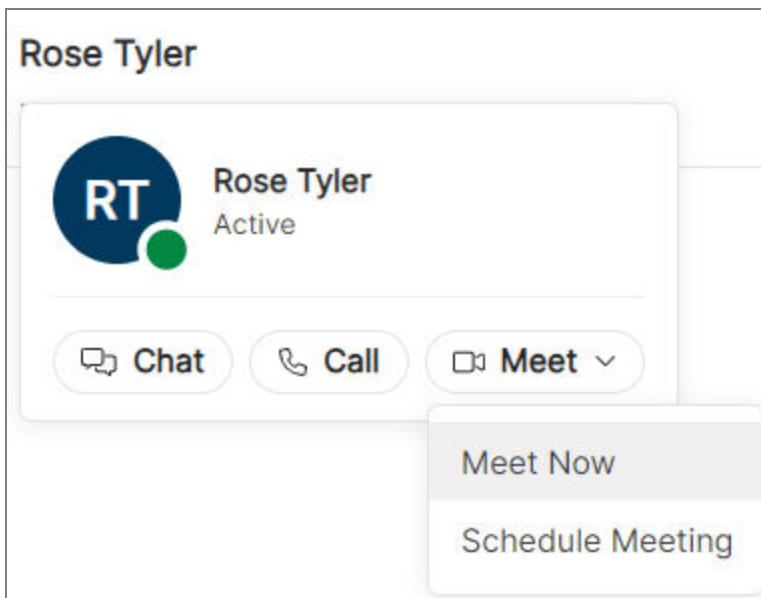 Rose Tyler
RT
Rose Tyler
Active
Chat Call Meet
Meet Now
Schedule Meeting